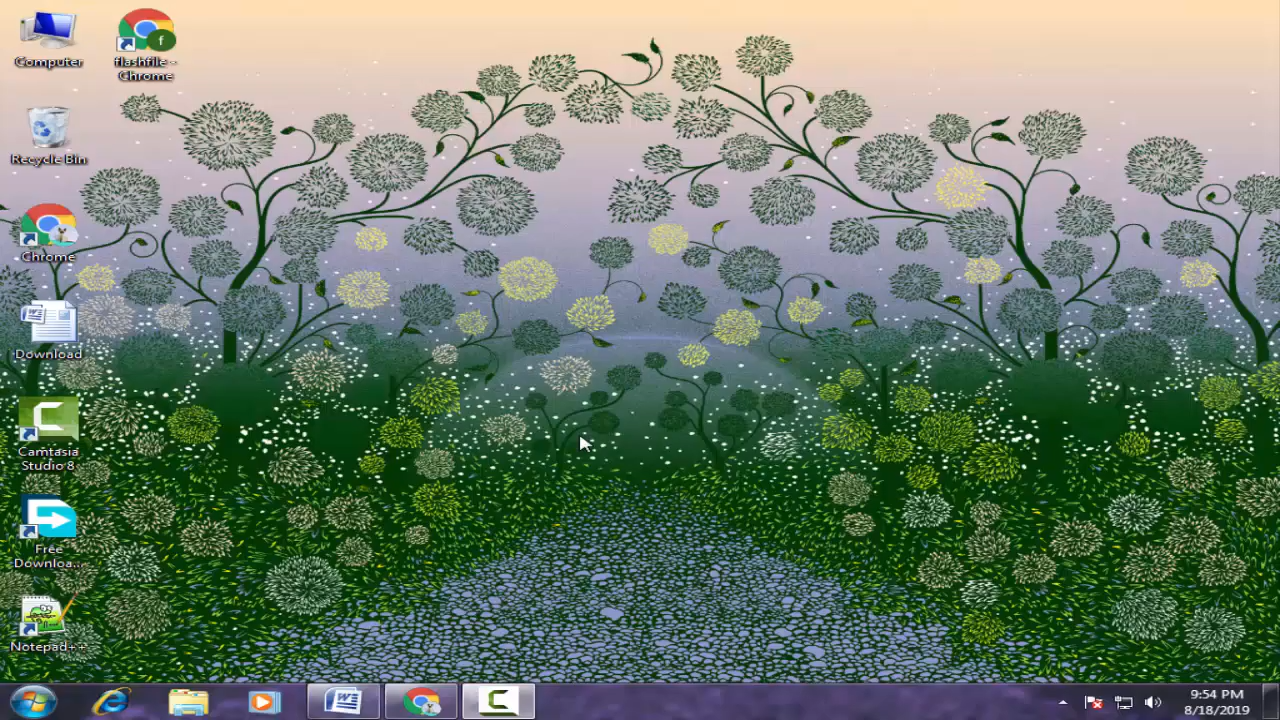 Computer
flashfile -
Chrome
f
Recycle Bin
Chrome
Download
Camtasia
Studio 8
Free
Downloa...
Notepad++
9:54 PM
8/18/2019